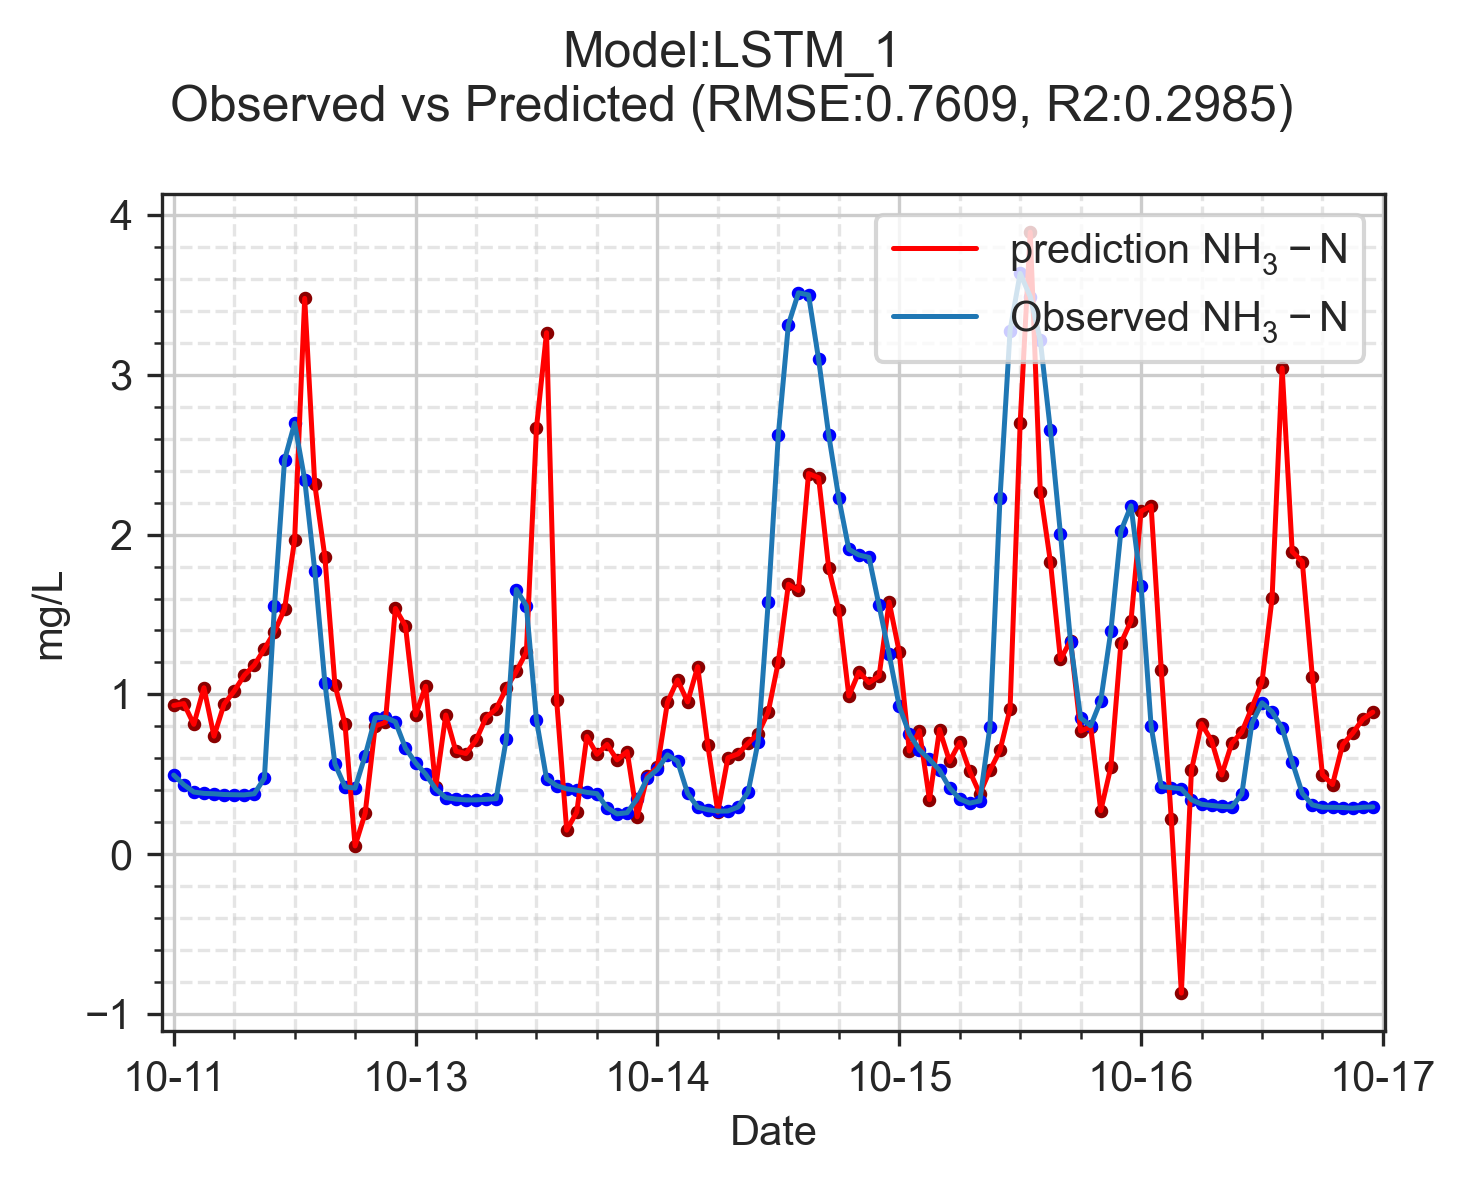 Model:LSTM_1
Observed vs Predicted (RMSE:0.7609, R2:0.2985)
4
3
2
1
0
−1
mg/L
prediction NH₃ − N
Observed NH₃ − N
10-11 10-13 10-14 10-15 10-16 10-17
Date